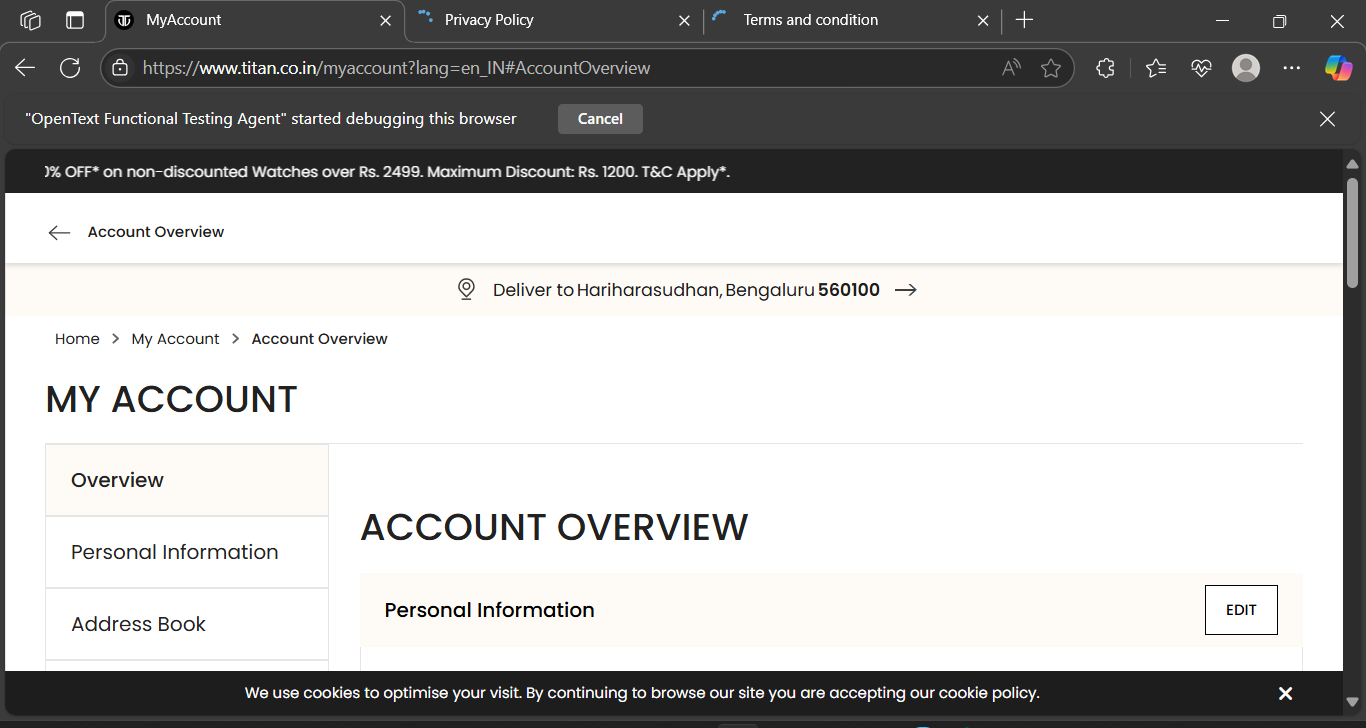 MyAccount
Privacy Policy
Terms and condition
https://www.titan.co.in/myaccount?lang=en_IN#AccountOverview
"OpenText Functional Testing Agent" started debugging this browser
Cancel
% OFF* on non-discounted Watches over Rs. 2499. Maximum Discount: Rs. 1200. T&C Apply*.
Account Overview
Deliver to Hariharasudhan, Bengaluru 560100
Home > My Account > Account Overview
MY ACCOUNT
Overview
Personal Information
Address Book
ACCOUNT OVERVIEW
Personal Information
EDIT
We use cookies to optimise your visit. By continuing to browse our site you are accepting our cookie policy.